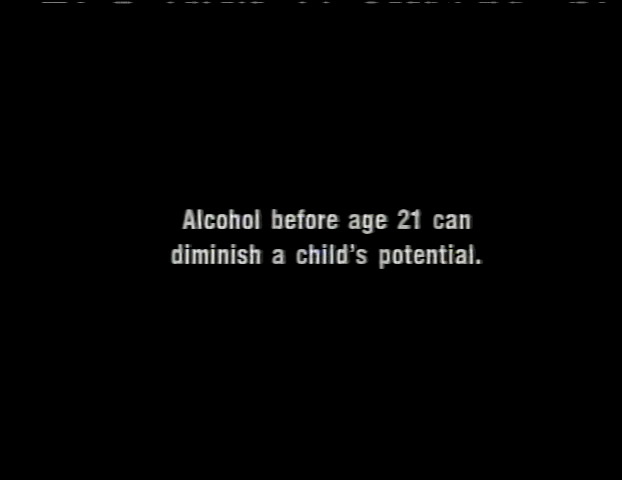 Alcohol before age 21 can
diminish a child's potential.